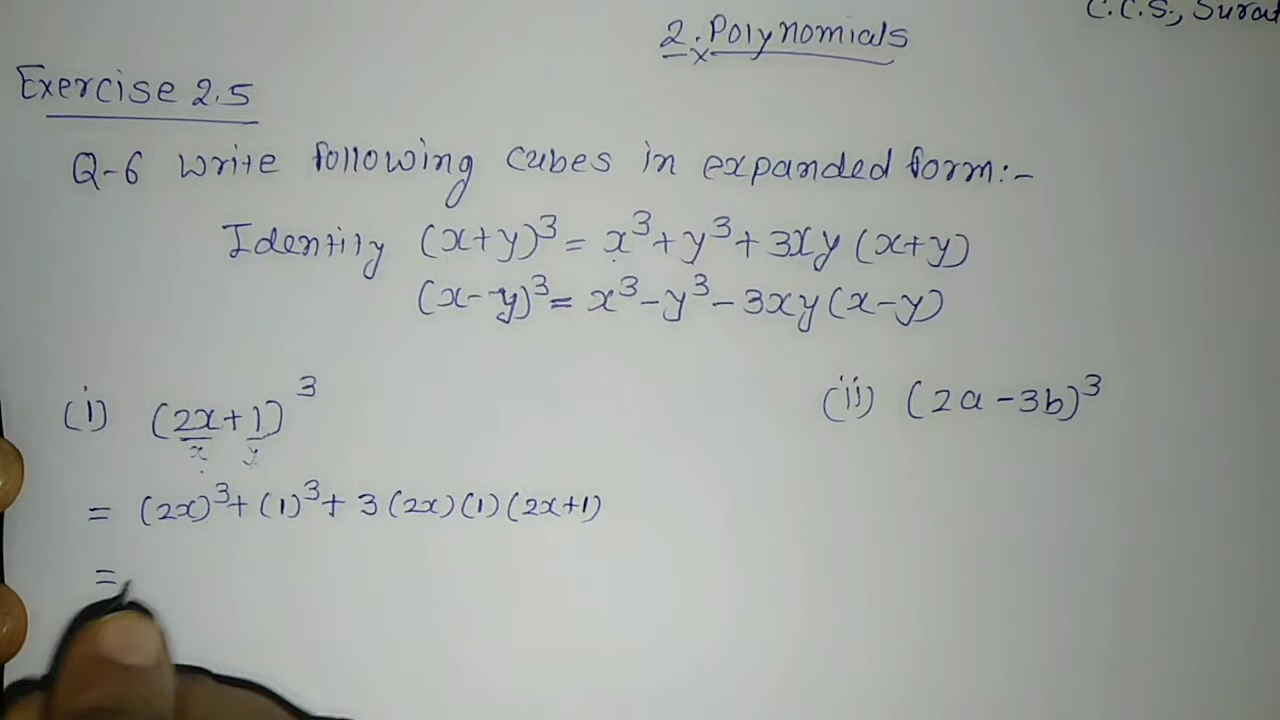 C.C.S., Surat
2. Polynomials
Exercise 2.5
Q-6 Write following cubes in expanded form:-
Identity (x+y)³ = x³+y³+3xy(x+y)
(x-y)³ = x³-y³-3xy(x-y)
(i) (2x+1)³
x y
(ii) (2a-3b)³
= (2x)³+(1)³+3(2x)(1)(2x+1)
=